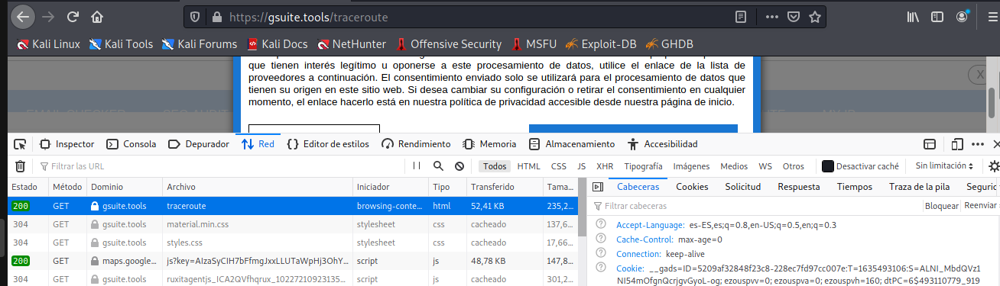 https://gsuite.tools/traceroute
Kali Linux Kali Tools Kali Forums Kali Docs NetHunter Offensive Security MSFU Exploit-DB GHDB
que tienen interés legítimo u oponerse a este procesamiento de datos, utilice el enlace de la lista de
proveedores a continuación. El consentimiento enviado solo se utilizará para el procesamiento de datos que
tienen su origen en este sitio web. Si desea cambiar su configuración o retirar el consentimiento en cualquier
momento, el enlace hacerlo está en nuestra política de privacidad accesible desde nuestra página de inicio.
X
Inspector Consola Depurador Red Editor de estilos Rendimiento Memoria Almacenamiento Accesibilidad
Filtrar las URL Todos HTML CSS JS XHR Tipografía Imágenes Medios WS Otros Desactivar caché Sin limitación
Estado Método Dominio Archivo Iniciador Tipo Transferido Tama... Cabeceras Cookies Solicitud Respuesta Tiempos Traza de la pila Segurid
200 GET gsuite.tools traceroute browsing-conte... html 52,41 KB 235,2... Filtrar cabeceras Bloquear Reenviar
304 GET gsuite.tools material.min.css stylesheet css cacheado 137,6... Accept-Language: es-ES,es;q=0.8,en-US;q=0.5,en;q=0.3
304 GET gsuite.tools styles.css stylesheet css cacheado 17,66... Cache-Control: max-age=0
Connection: keep-alive
200 GET maps.google... js?key=AIzaSyCIH7bFfmgJxxLLUTaWpHj3OhY... script js 48,78 KB 147,8... Cookie: __gads=ID=5209af32848f23c8-228ec7fd97cc007e:T=1635493106:S=ALNI_MbdQVz1
304 GET gsuite.tools ruxitagentjs_ICA2QVfhqrux_10227210923135... script js cacheado 301,2... NI54mOfgnQcrjgvGyoL-og; ezouspvv=0; ezouspva=0; ezouspvh=160; dtPC=6$493110779_919